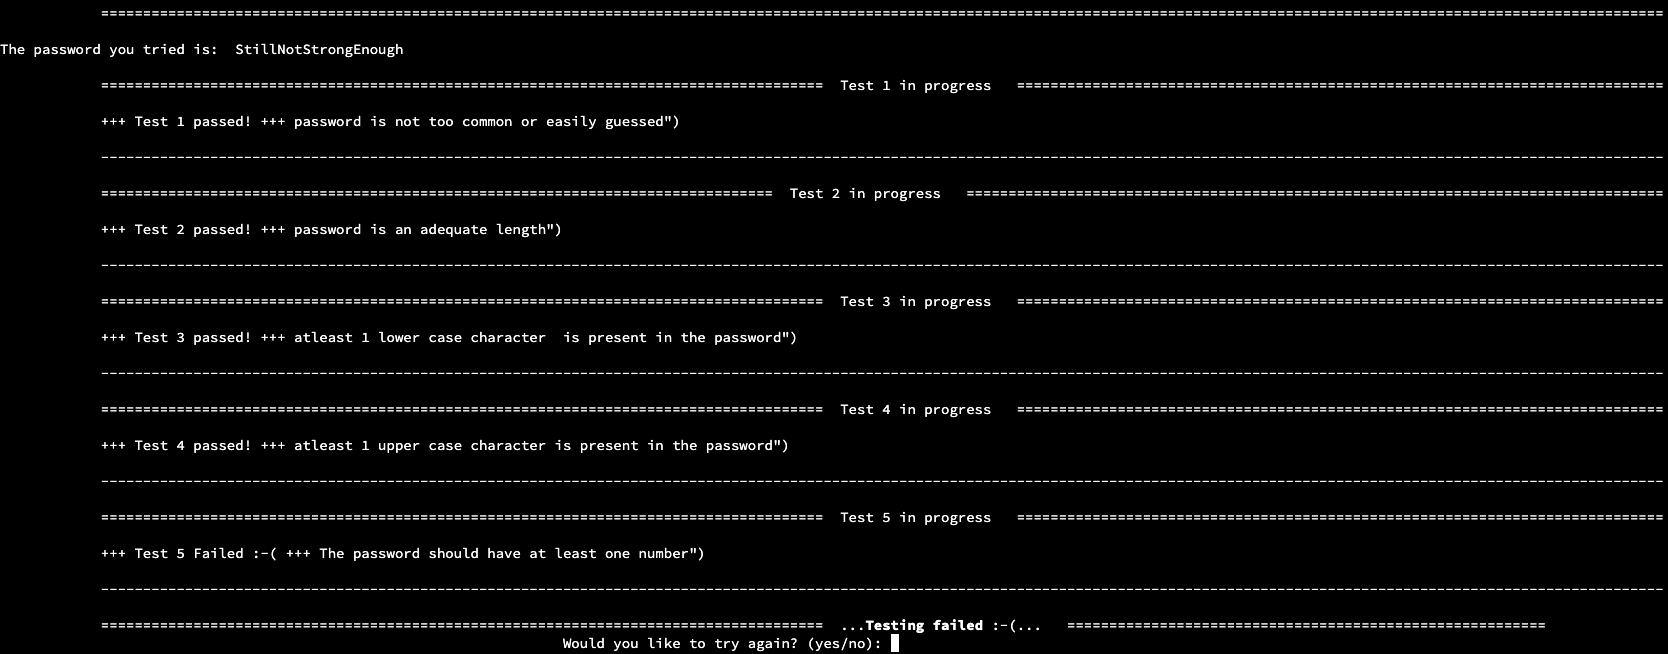 ====================================================================================================
The password you tried is:  StillNotStrongEnough
======================================================================================  Test 1 in progress   =============================================================================
+++ Test 1 passed! +++ password is not too common or easily guessed")
------------------------------------------------------------------------------------------
================================================================================  Test 2 in progress   ===================================================================================
+++ Test 2 passed! +++ password is an adequate length")
------------------------------------------------------------------------------------------
======================================================================================  Test 3 in progress   =============================================================================
+++ Test 3 passed! +++ atleast 1 lower case character  is present in the password")
------------------------------------------------------------------------------------------
======================================================================================  Test 4 in progress   =============================================================================
+++ Test 4 passed! +++ atleast 1 upper case character is present in the password")
------------------------------------------------------------------------------------------
======================================================================================  Test 5 in progress   =============================================================================
+++ Test 5 Failed :-( +++ The password should have at least one number")
------------------------------------------------------------------------------------------
======================================================================================  ...Testing failed :-(...   =========================================================
Would you like to try again? (yes/no):